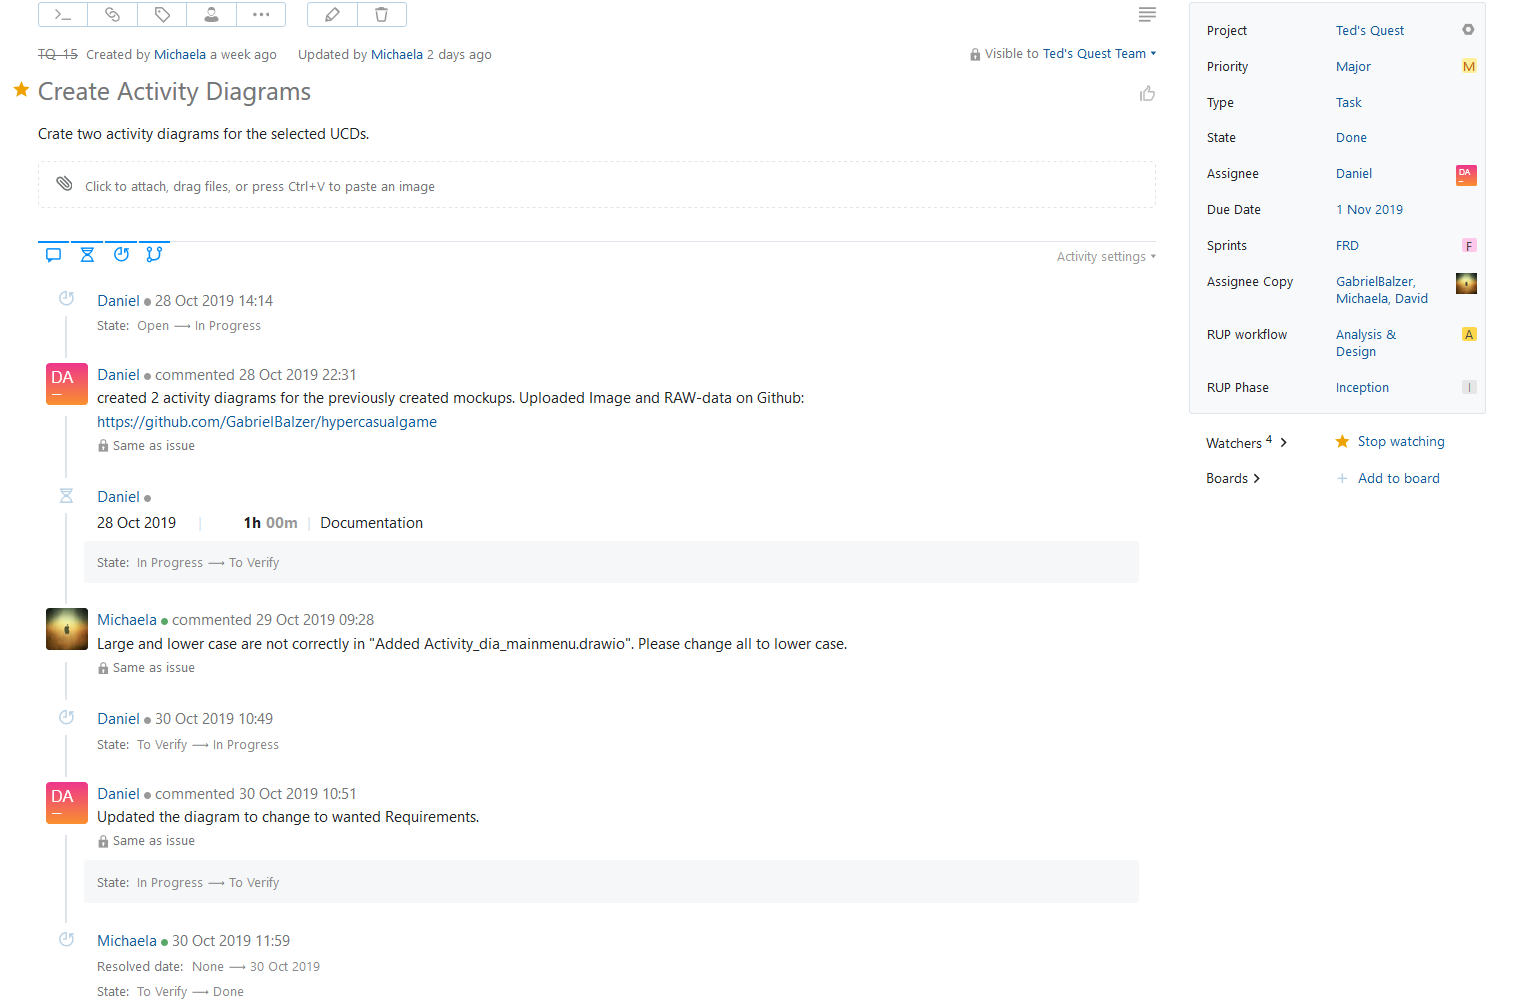 TQ-15 Created by Michaela a week ago Updated by Michaela 2 days ago Visible to Ted's Quest Team
Create Activity Diagrams
Crate two activity diagrams for the selected UCDs.
Click to attach, drag files, or press Ctrl+V to paste an image
Activity settings
Daniel 28 Oct 2019 14:14
State: Open ⟶ In Progress
DA
Daniel commented 28 Oct 2019 22:31
created 2 activity diagrams for the previously created mockups. Uploaded Image and RAW-data on Github:
https://github.com/GabrielBalzer/hypercasualgame
Same as issue
Daniel
28 Oct 2019 1h 00m Documentation
State: In Progress ⟶ To Verify
Michaela commented 29 Oct 2019 09:28
Large and lower case are not correctly in "Added Activity_dia_mainmenu.drawio". Please change all to lower case.
Same as issue
Daniel 30 Oct 2019 10:49
State: To Verify ⟶ In Progress
DA
Daniel commented 30 Oct 2019 10:51
Updated the diagram to change to wanted Requirements.
Same as issue
State: In Progress ⟶ To Verify
Michaela 30 Oct 2019 11:59
Resolved date: None ⟶ 30 Oct 2019
State: To Verify ⟶ Done
Project Ted's Quest
Priority Major M
Type Task
State Done
Assignee Daniel DA
Due Date 1 Nov 2019
Sprints FRD F
Assignee Copy GabrielBalzer,
Michaela, David
RUP workflow Analysis & A
Design
RUP Phase Inception I
Watchers 4 Stop watching
Boards Add to board